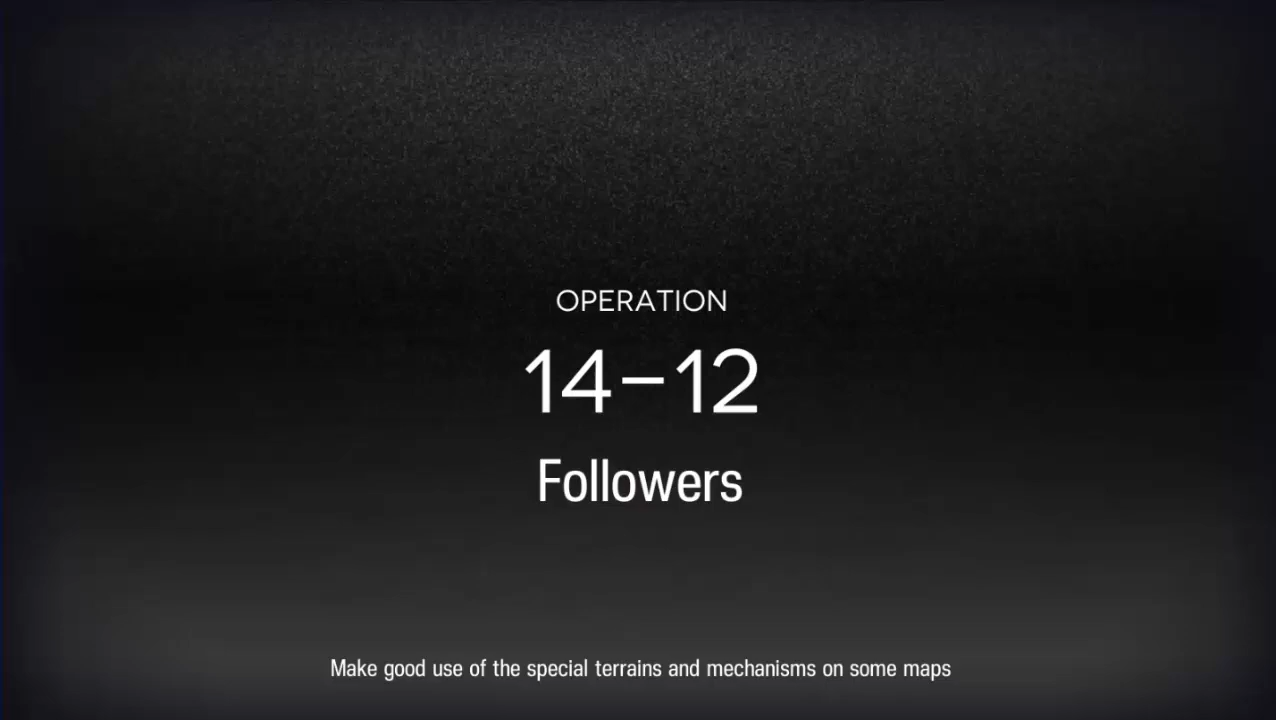 OPERATION
14-12
Followers
Make good use of the special terrains and mechanisms on some maps